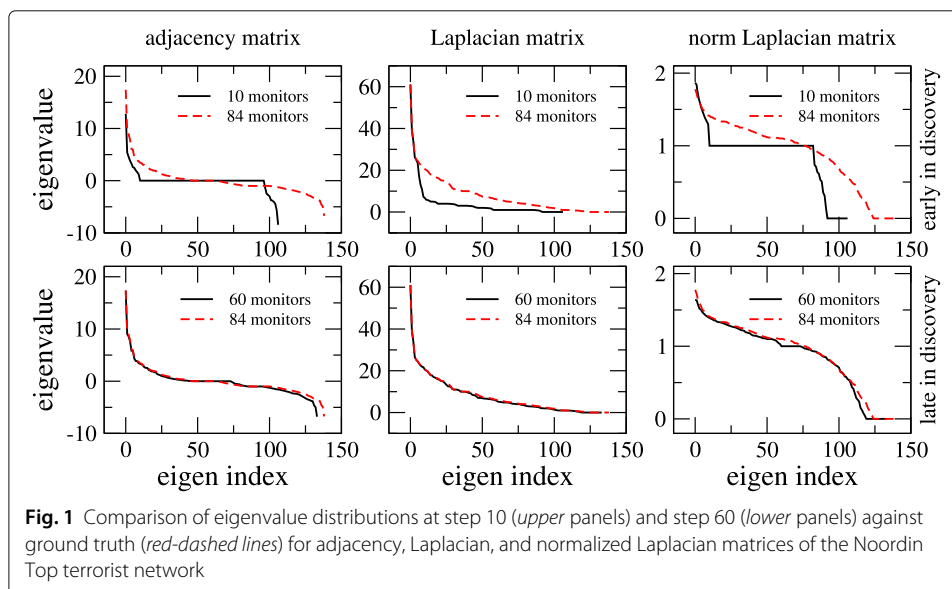 adjacency matrix Laplacian matrix norm Laplacian matrix
20 10 0 -10
10 monitors
84 monitors
0 50 100 150
eigenvalue
60 40 20 0
10 monitors
84 monitors
0 50 100 150
2 1 0
10 monitors
84 monitors
0 50 100 150
early in discovery
20 10 0 -10
60 monitors
84 monitors
0 50 100 150
eigenvalue
eigen index
60 40 20 0
60 monitors
84 monitors
0 50 100 150
eigen index
2 1 0
60 monitors
84 monitors
0 50 100 150
eigen index
late in discovery
Fig. 1 Comparison of eigenvalue distributions at step 10 (upper panels) and step 60 (lower panels) against
ground truth (red-dashed lines) for adjacency, Laplacian, and normalized Laplacian matrices of the Noordin
Top terrorist network